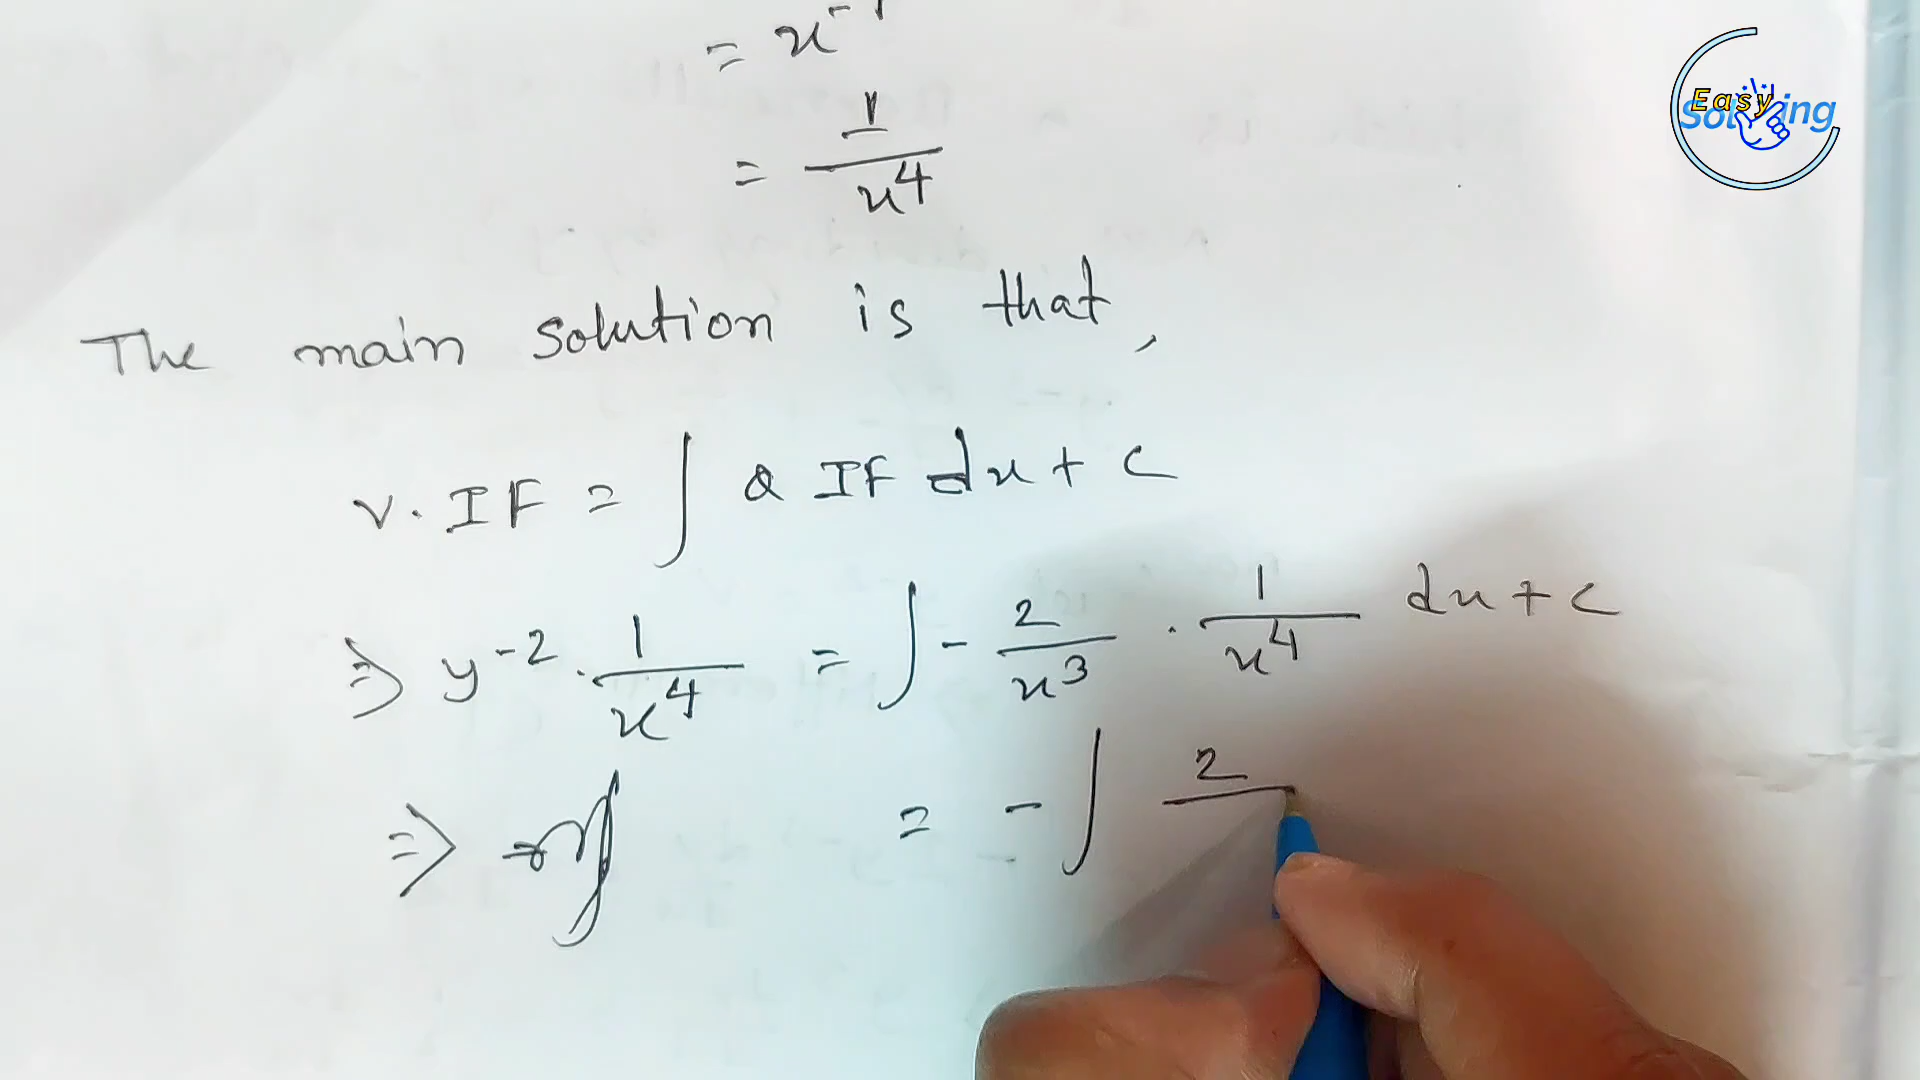 = x⁻
= 1/x⁴
Easy Solving
The main solution is that,
v. IF = ∫ Q IF dx + c
⇒ y⁻² · 1/x⁴ = ∫ - 2/x³ · 1/x⁴ dx + c
⇒ = - ∫ 2